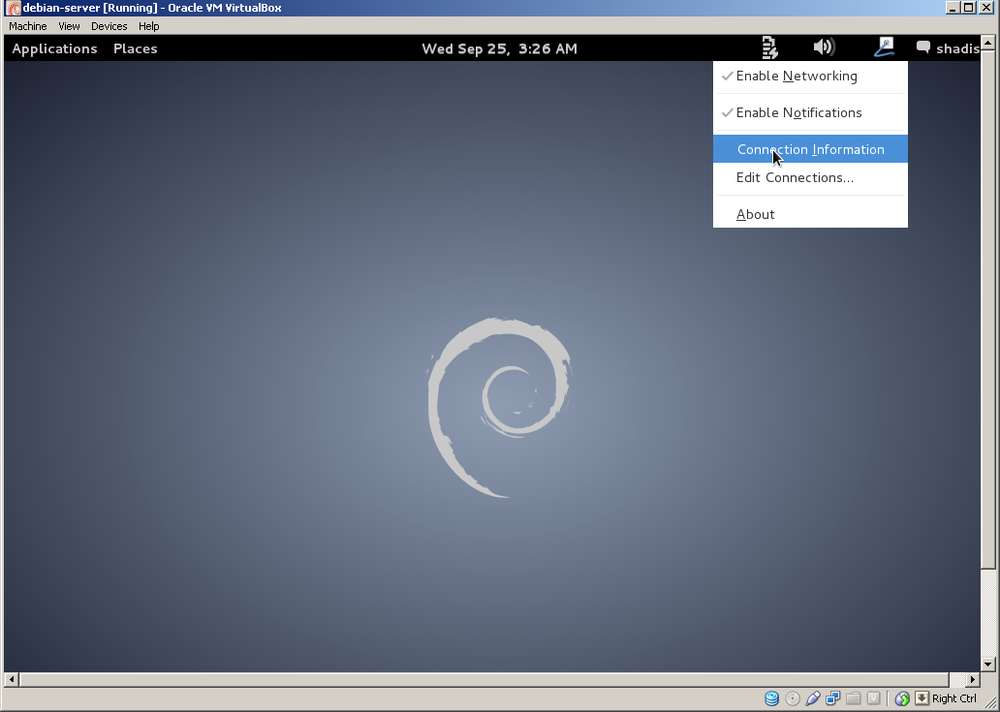 debian-server [Running] - Oracle VM VirtualBox
Machine View Devices Help
Applications Places Wed Sep 25, 3:26 AM shadis
Enable Networking
Enable Notifications
Connection Information
Edit Connections...
About
Right Ctrl